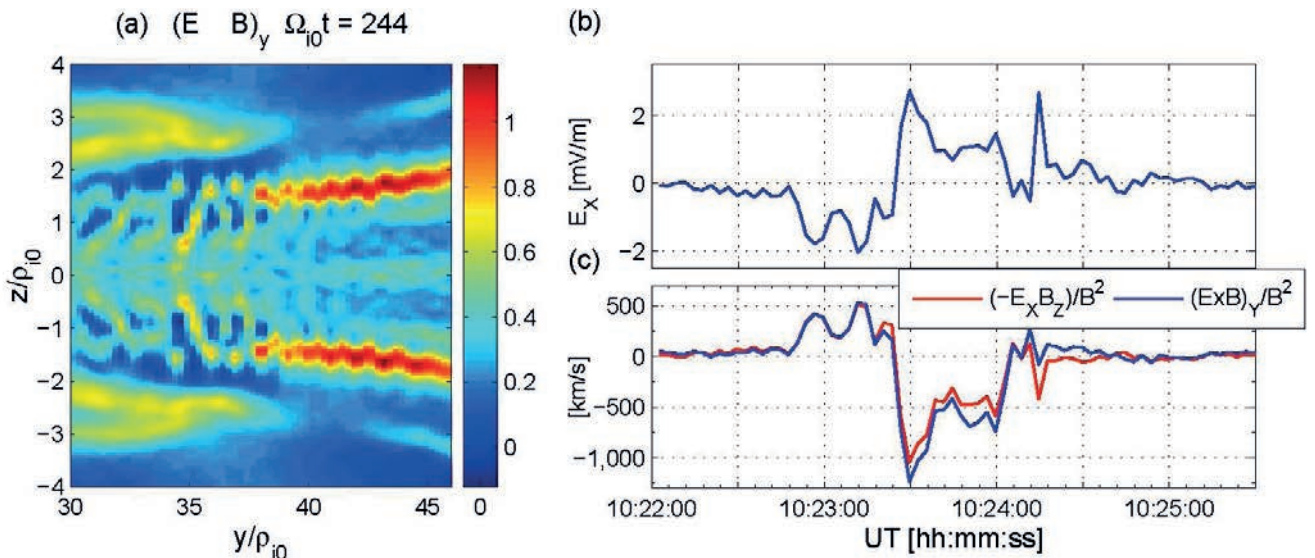 (a) (E B)y Ωi0t = 244
4
3
2
1
0
−1
−2
−3
−4
z/ρi0
30 35 40 45
y/ρi0
1
0.8
0.6
0.4
0.2
0
0
(b)
2
0
−2
EX [mV/m]
(c)
(−EXBZ)/B² (ExB)Y/B²
500
0
−500
−1,000
[km/s]
10:22:00 10:23:00 10:24:00 10:25:00
UT [hh:mm:ss]